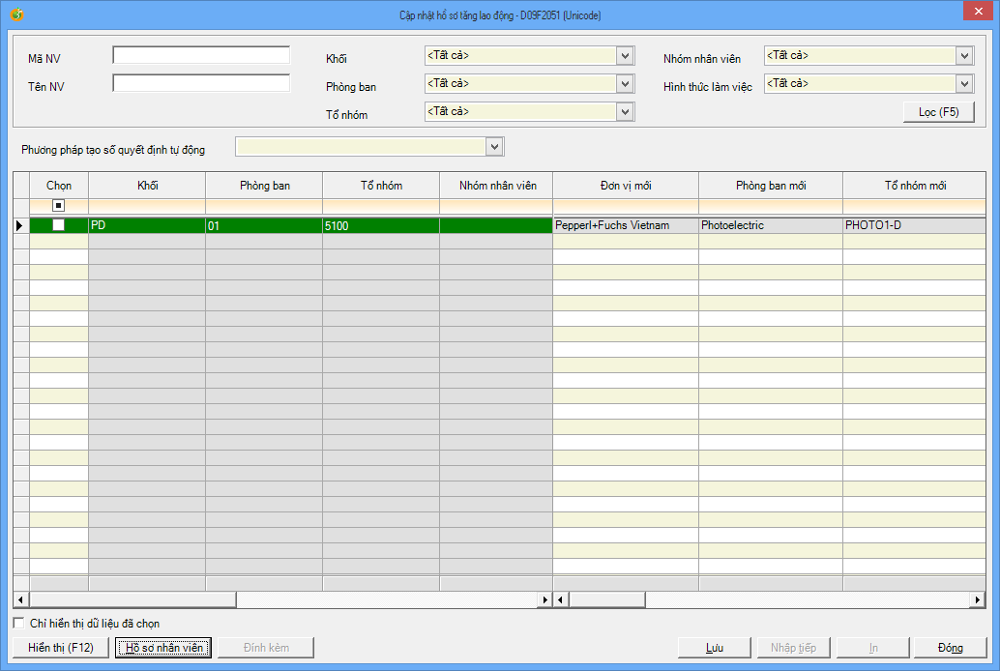 Cập nhật hồ sơ tăng lao động - D09F2051 (Unicode)
Mã NV
Khối
<Tất cả>
Nhóm nhân viên
<Tất cả>
Tên NV
Phòng ban
<Tất cả>
Hình thức làm việc
<Tất cả>
Tổ nhóm
<Tất cả>
Lọc (F5)
Phương pháp tạo số quyết định tự động
Chọn Khối Phòng ban Tổ nhóm Nhóm nhân viên Đơn vị mới Phòng ban mới Tổ nhóm mới
PD 01 5100 Pepperl+Fuchs Vietnam Photoelectric PHOTO1-D
Chỉ hiển thị dữ liệu đã chọn
Hiển thị (F12) Hồ sơ nhân viên Đính kèm Lưu Nhập tiếp In Đóng